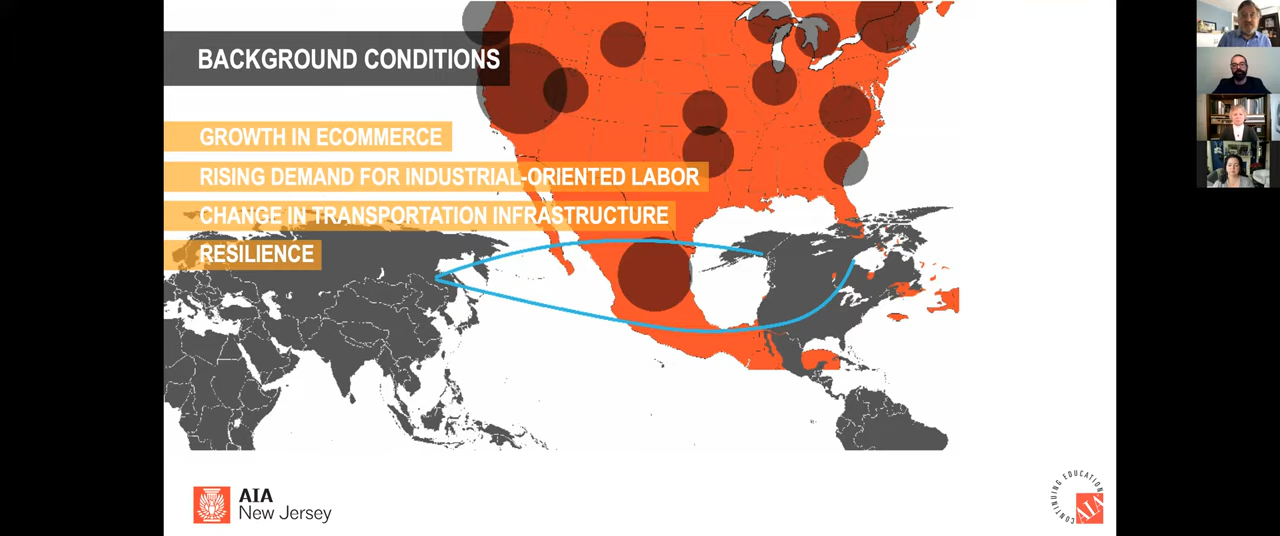 BACKGROUND CONDITIONS
GROWTH IN ECOMMERCE
RISING DEMAND FOR INDUSTRIAL-ORIENTED LABOR
CHANGE IN TRANSPORTATION INFRASTRUCTURE
RESILIENCE
AIA
New Jersey
CONTINUING EDUCATION
AIA